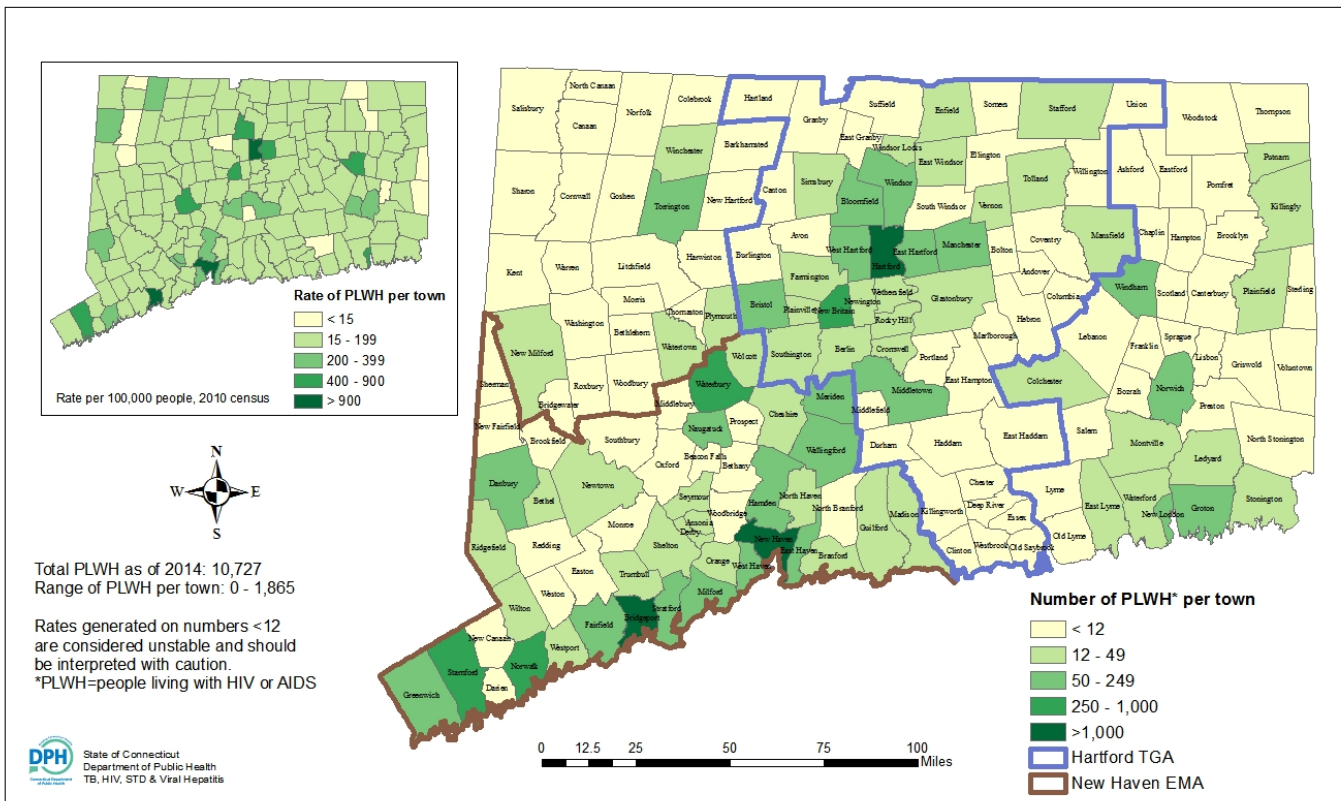 Rate of PLWH per town
< 15
15 - 199
200 - 399
400 - 900
> 900
Rate per 100,000 people, 2010 census
N
W E
S
Total PLWH as of 2014: 10,727
Range of PLWH per town: 0 - 1,865
Rates generated on numbers <12
are considered unstable and should
be interpreted with caution.
*PLWH=people living with HIV or AIDS
DPH
Connecticut Department
of Public Health
State of Connecticut
Department of Public Health
TB, HIV, STD & Viral Hepatitis
North Canaan
Salisbury
Canaan
Norfolk
Colebrook
Hartland
Granby
Suffield
East Granby
Windsor Locks
Enfield
Somers
Stafford
Union
Woodstock
Thompson
Winchester
Barkhamsted
Canton
Simsbury
Windsor
East Windsor
Ellington
Willington
Ashford
Eastford
Pomfret
Putnam
Killingly
Sharon
Cornwall
Goshen
Torrington
New Hartford
Bloomfield
South Windsor
Vernon
Tolland
Mansfield
Chaplin
Hampton
Brooklyn
Kent
Warren
Litchfield
Harwinton
Burlington
Avon
West Hartford
Hartford
East Hartford
Manchester
Bolton
Coventry
Andover
Columbia
Windham
Scotland
Canterbury
Plainfield
Sterling
Morris
Washington
Bethlehem
Thomaston
Plymouth
Bristol
Farmington
Plainville
New Britain
Newington
Wethersfield
Rocky Hill
Glastonbury
Hebron
Marlborough
Lebanon
Franklin
Sprague
Lisbon
Griswold
Voluntown
New Milford
Roxbury
Woodbury
Watertown
Wolcott
Southington
Berlin
Cromwell
Portland
East Hampton
Colchester
Bozrah
Norwich
Preston
North Stonington
Sherman
Bridgewater
Waterbury
Middlebury
Cheshire
Meriden
Middlefield
Middletown
Haddam
East Haddam
Salem
Montville
Ledyard
New Fairfield
Brookfield
Southbury
Naugatuck
Prospect
Wallingford
Durham
Danbury
Bethel
Newtown
Oxford
Beacon Falls
Bethany
Hamden
North Haven
North Branford
Guilford
Madison
Killingworth
Chester
Deep River
Essex
Lyme
East Lyme
Waterford
New London
Groton
Stonington
Ridgefield
Redding
Monroe
Seymour
Ansonia
Derby
Woodbridge
New Haven
East Haven
Branford
Clinton
Westbrook
Old Saybrook
Old Lyme
Wilton
Weston
Easton
Trumbull
Shelton
Orange
West Haven
Milford
Stratford
Bridgeport
Fairfield
Westport
Norwalk
New Canaan
Darien
Stamford
Greenwich
0 12.5 25 50 75 100
Miles
Number of PLWH* per town
< 12
12 - 49
50 - 249
250 - 1,000
>1,000
Hartford TGA
New Haven EMA